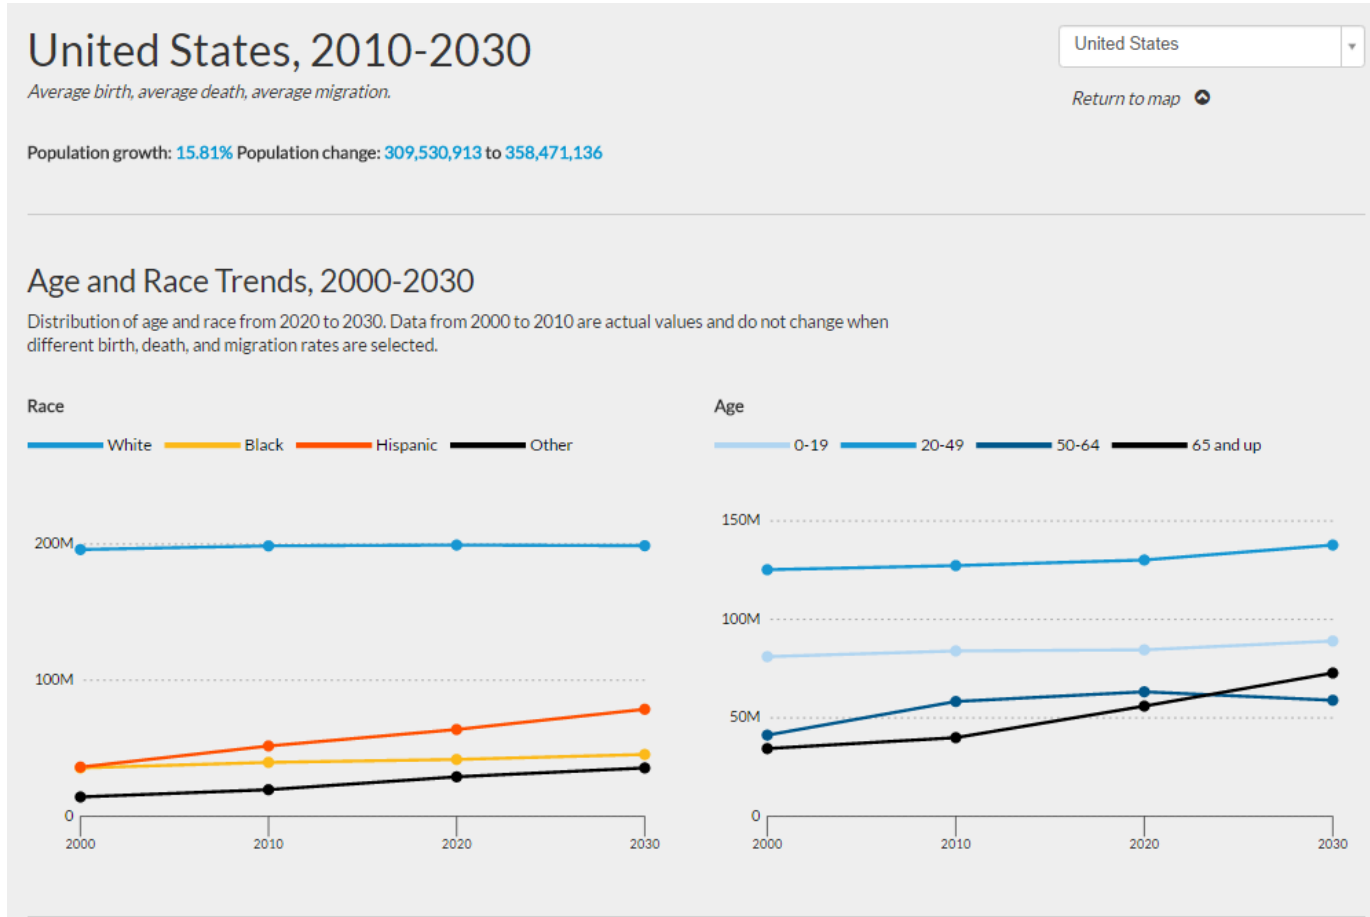 United States, 2010-2030
United States
Average birth, average death, average migration.
Return to map
Population growth: 15.81% Population change: 309,530,913 to 358,471,136
Age and Race Trends, 2000-2030
Distribution of age and race from 2020 to 2030. Data from 2000 to 2010 are actual values and do not change when
different birth, death, and migration rates are selected.
Race
White Black Hispanic Other
200M
100M
0
2000 2010 2020 2030
Age
0-19 20-49 50-64 65 and up
150M
100M
50M
0
2000 2010 2020 2030